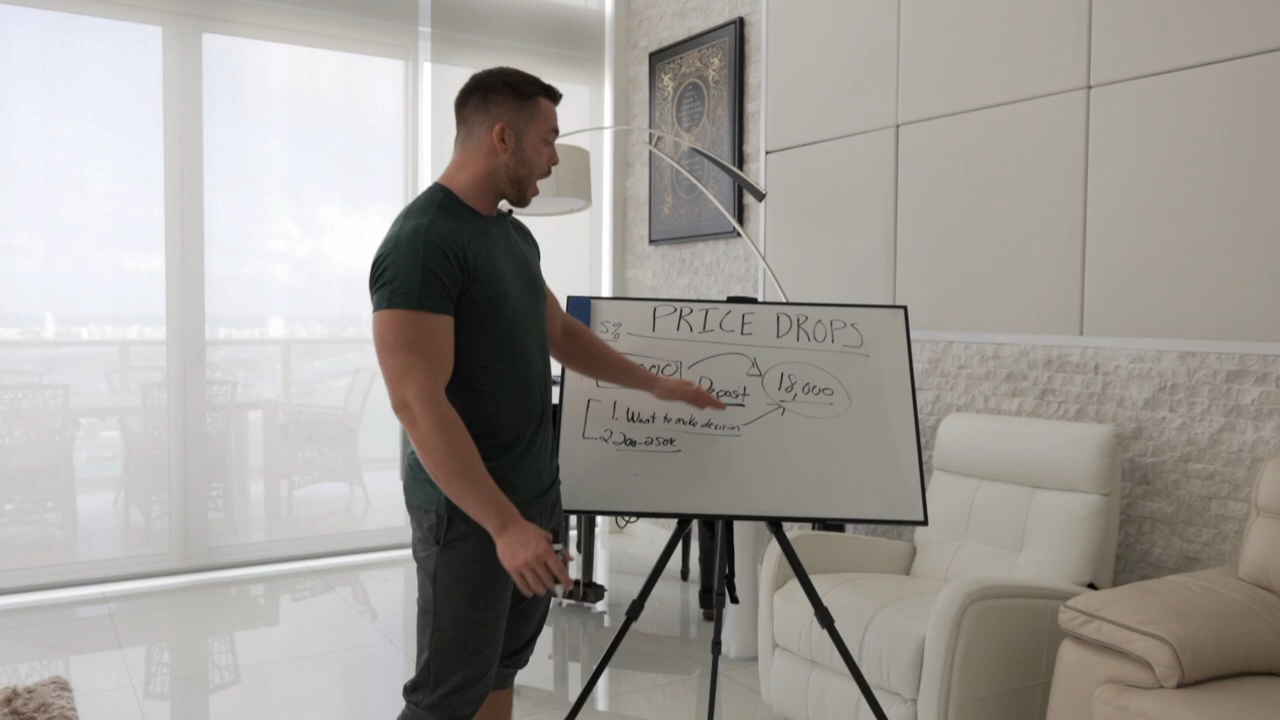 PRICE DROPS
5%
Deposit 18,000
1. Want to make decision
2. 200-250k